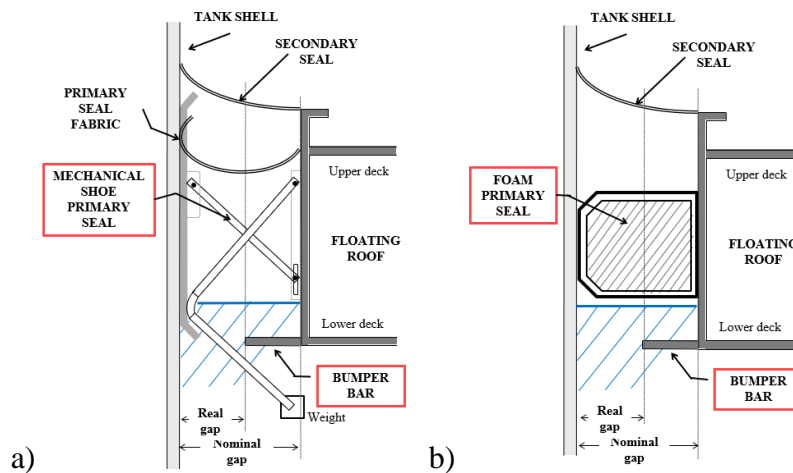 TANK SHELL
SECONDARY
SEAL
PRIMARY
SEAL
FABRIC
MECHANICAL
SHOE
PRIMARY
SEAL
Upper deck
FLOATING
ROOF
Lower deck
BUMPER
BAR
Weight
Real
gap
Nominal
gap
a)
TANK SHELL
SECONDARY
SEAL
FOAM
PRIMARY
SEAL
Upper deck
FLOATING
ROOF
Lower deck
BUMPER
BAR
Real
gap
Nominal
gap
b)